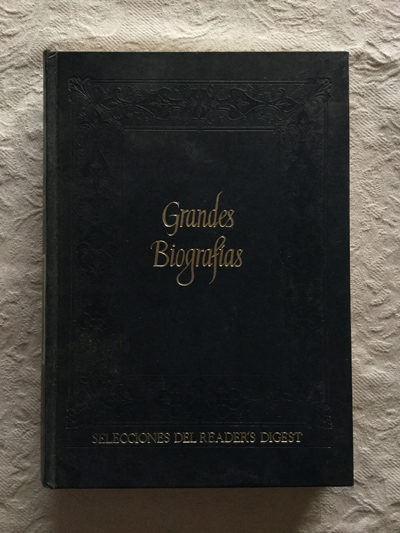 Grandes
Biografías
SELECCIONES DEL READER'S DIGEST